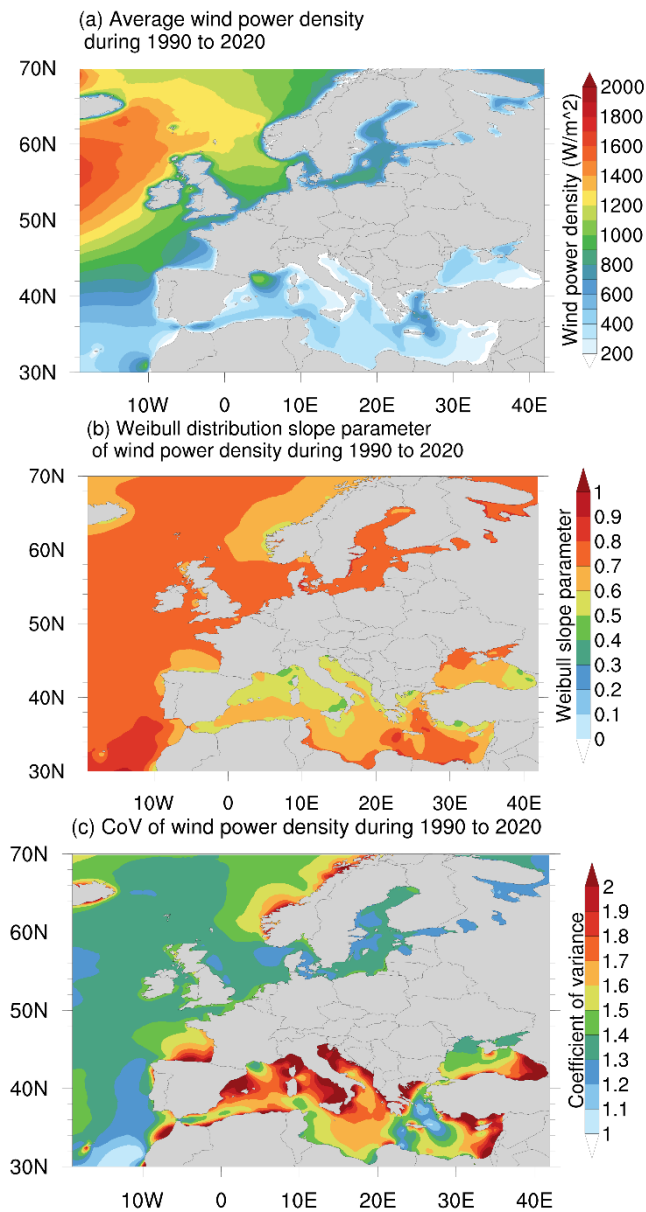 (a) Average wind power density
during 1990 to 2020
70N
60N
50N
40N
30N
10W 0 10E 20E 30E 40E
2000
1800
1600
1400
1200
1000
800
600
400
200
Wind power density (W/m^2)
(b) Weibull distribution slope parameter
of wind power density during 1990 to 2020
70N
60N
50N
40N
30N
10W 0 10E 20E 30E 40E
1
0.9
0.8
0.7
0.6
0.5
0.4
0.3
0.2
0.1
0
Weibull slope parameter
(c) CoV of wind power density during 1990 to 2020
70N
60N
50N
40N
30N
10W 0 10E 20E 30E 40E
2
1.9
1.8
1.7
1.6
1.5
1.4
1.3
1.2
1.1
1
Coefficient of variance